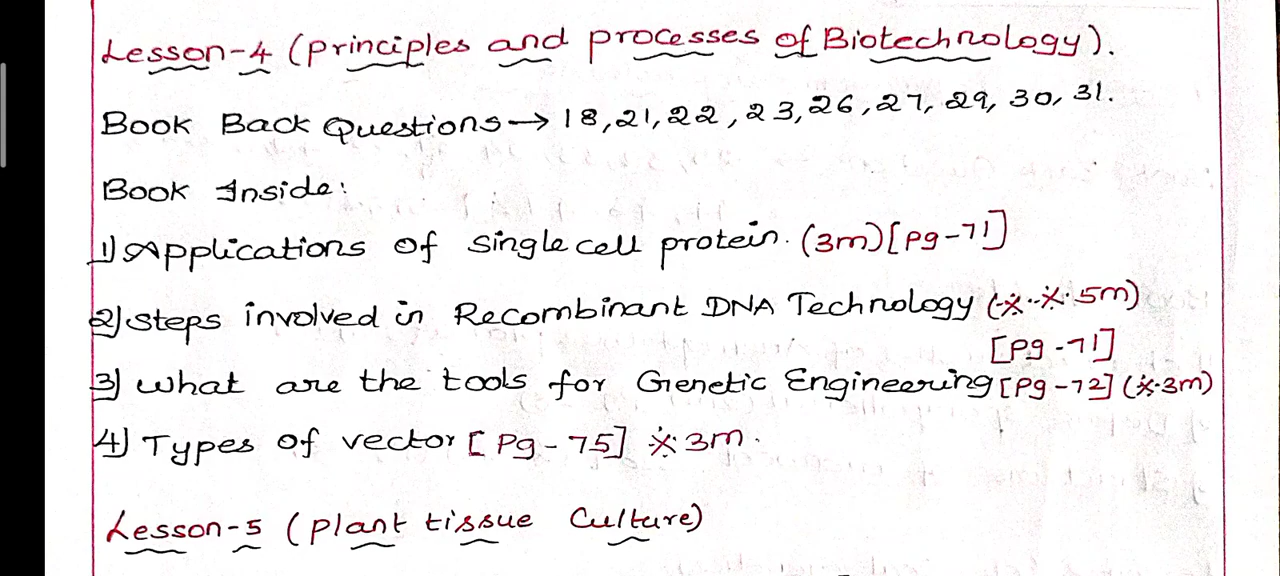 Lesson-4 (principles and processes of Biotechnology).
Book Back Questions → 18,21,22,23,26,27,29,30,31.
Book Inside:
1) Applications of single cell protein. (3m)[pg-71]
2) steps involved in Recombinant DNA Technology (※.※.5m)
[Pg-71]
3) what are the tools for Genetic Engineering [Pg-72] (※.3m)
4) Types of vector [Pg-75] ※ 3m.
Lesson-5 (plant tissue culture)